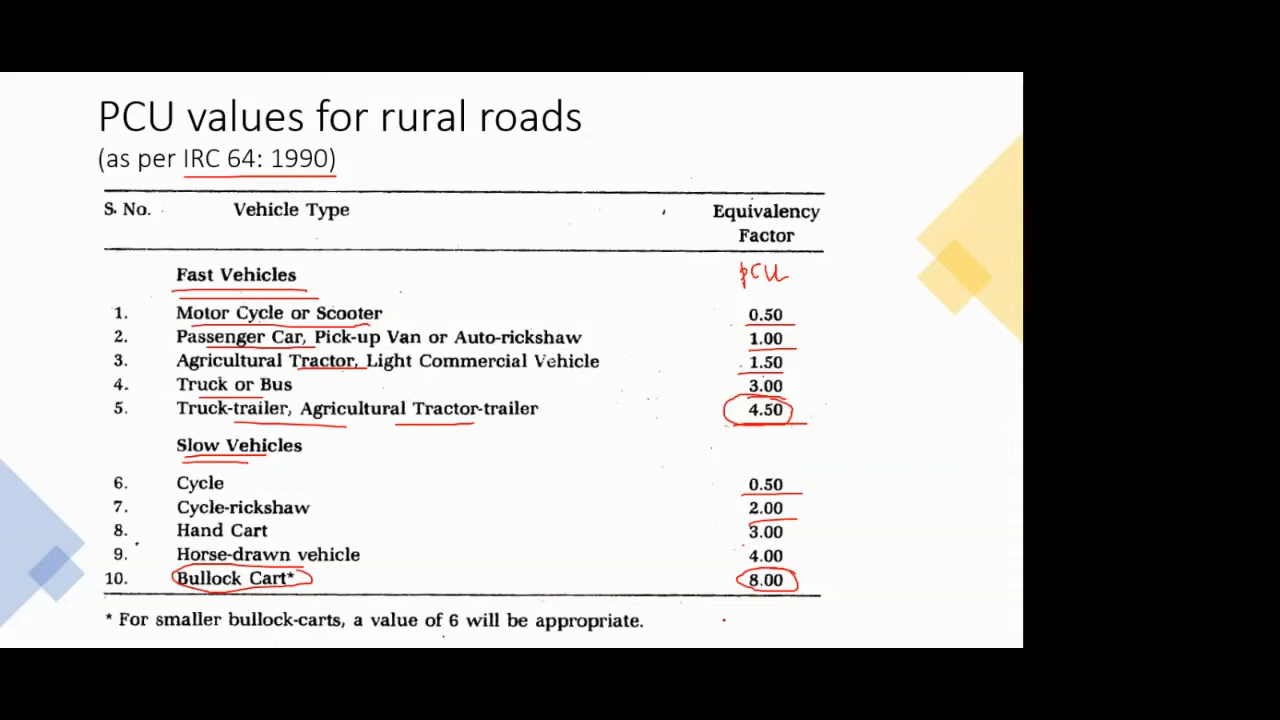 PCU values for rural roads
(as per IRC 64: 1990)
S. No. Vehicle Type Equivalency
Factor
Fast Vehicles PCU
1. Motor Cycle or Scooter 0.50
2. Passenger Car, Pick-up Van or Auto-rickshaw 1.00
3. Agricultural Tractor, Light Commercial Vehicle 1.50
4. Truck or Bus 3.00
5. Truck-trailer, Agricultural Tractor-trailer 4.50
Slow Vehicles
6. Cycle 0.50
7. Cycle-rickshaw 2.00
8. Hand Cart 3.00
9. Horse-drawn vehicle 4.00
10. Bullock Cart* 8.00
* For smaller bullock-carts, a value of 6 will be appropriate.